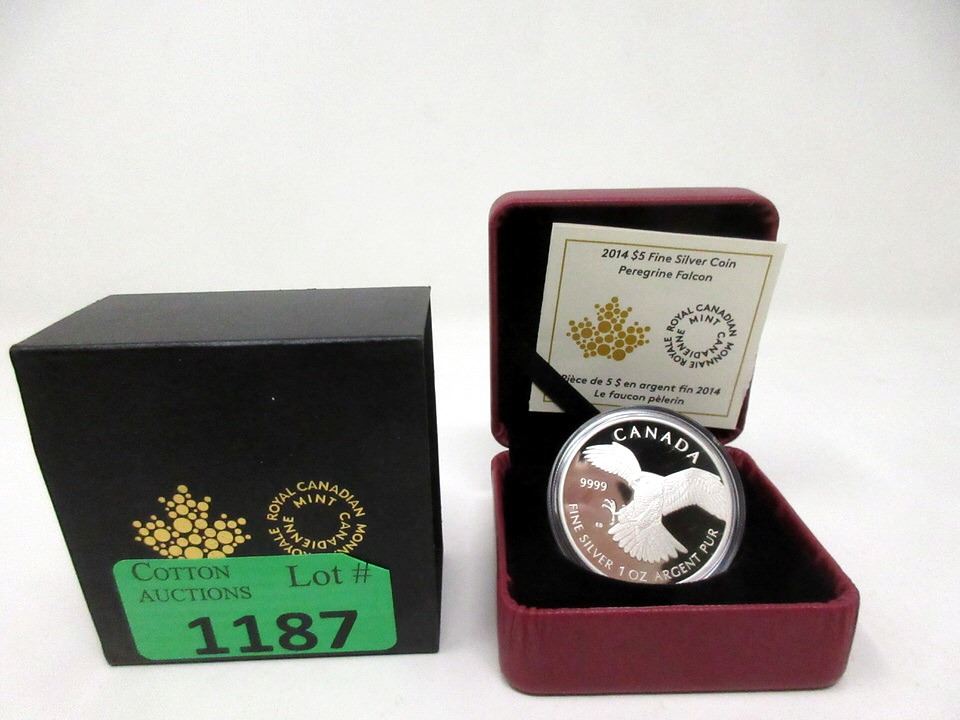 ROYAL CANADIAN MINT
MONNAIE ROYALE CANADIENNE
COTTON
AUCTIONS
Lot #
1187
2014 $5 Fine Silver Coin
Peregrine Falcon
ROYAL CANADIAN MINT
MONNAIE ROYALE CANADIENNE
Pièce de 5 $ en argent fin 2014
Le faucon pèlerin
CANADA
9999
FINE SILVER 1 OZ ARGENT PUR